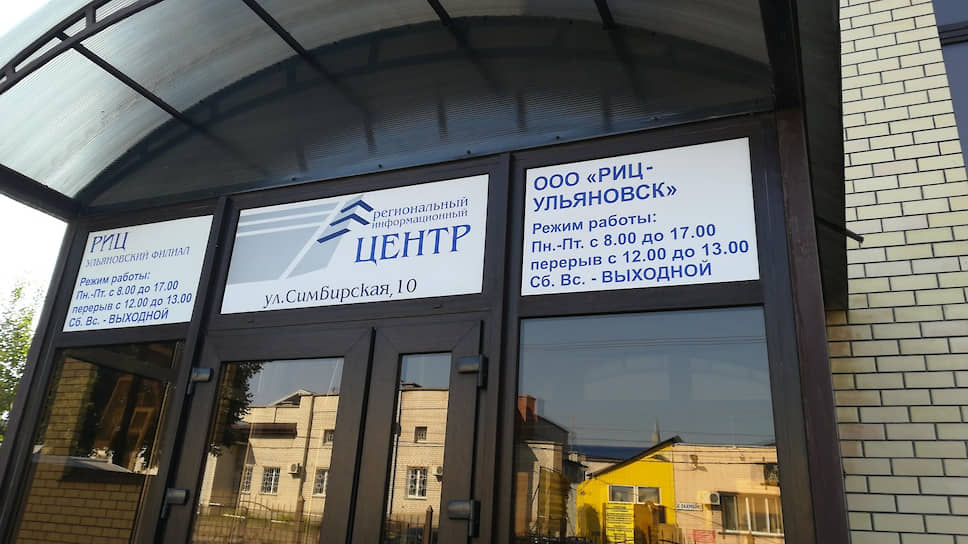 РИЦ
УЛЬЯНОВСКИЙ ФИЛИАЛ
Режим работы:
Пн.-Пт. с 8.00 до 17.00
перерыв с 12.00 до 13.00
Сб. Вс. - ВЫХОДНОЙ
региональный
информационный
ЦЕНТР
ул.Симбирская, 10
ООО «РИЦ-
УЛЬЯНОВСК»
Режим работы:
Пн.-Пт. с 8.00 до 17.00
перерыв с 12.00 до 13.00
Сб. Вс. - ВЫХОДНОЙ